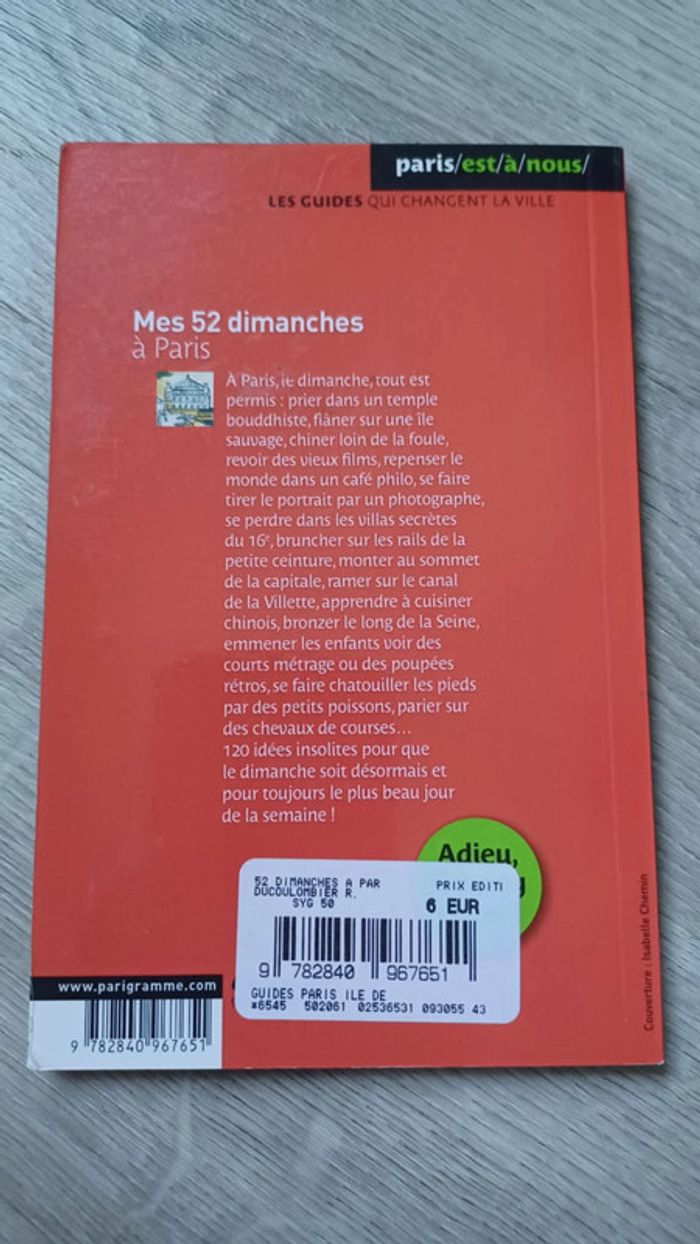 paris/est/à/nous/
LES GUIDES QUI CHANGENT LA VILLE
Mes 52 dimanches
à Paris
À Paris, le dimanche, tout est
permis : prier dans un temple
bouddhiste, flâner sur une île
sauvage, chiner loin de la foule,
revoir des vieux films, repenser le
monde dans un café philo, se faire
tirer le portrait par un photographe,
se perdre dans les villas secrètes
du 16e, bruncher sur les rails de la
petite ceinture, monter au sommet
de la capitale, ramer sur le canal
de la Villette, apprendre à cuisiner
chinois, bronzer le long de la Seine,
emmener les enfants voir des
courts métrage ou des poupées
rétros, se faire chatouiller les pieds
par des petits poissons, parier sur
des chevaux de courses...
120 idées insolites pour que
le dimanche soit désormais et
pour toujours le plus beau jour
de la semaine !
Adieu,
52 DIMANCHES A PAR PRIX EDITI
DUCOULOMBIER R.
SYG 50 6 EUR
9 782840 967651
GUIDES PARIS ILE DE
*6545 502061 02536531 093055 43
www.parigramme.com
9 782840 967651
Couverture : Isabelle Chemin